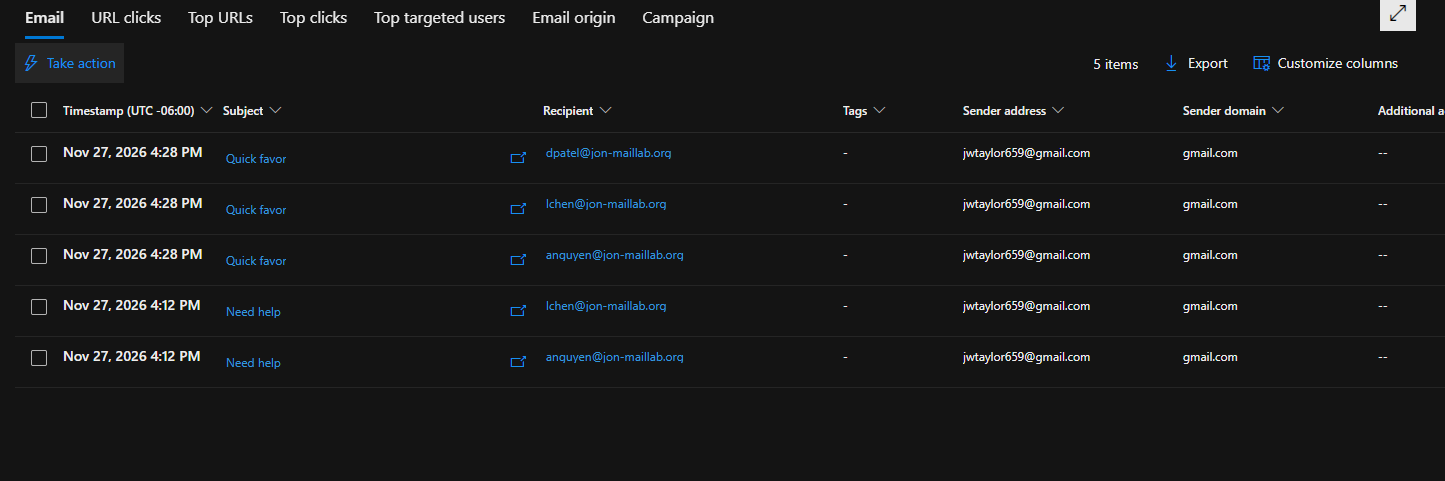 Email URL clicks Top URLs Top clicks Top targeted users Email origin Campaign
Take action 5 items Export Customize columns
Timestamp (UTC -06:00) Subject Recipient Tags Sender address Sender domain Additional a
Nov 27, 2026 4:28 PM Quick favor dpatel@jon-maillab.org - jwtaylor659@gmail.com gmail.com --
Nov 27, 2026 4:28 PM Quick favor lchen@jon-maillab.org - jwtaylor659@gmail.com gmail.com --
Nov 27, 2026 4:28 PM Quick favor anguyen@jon-maillab.org - jwtaylor659@gmail.com gmail.com --
Nov 27, 2026 4:12 PM Need help lchen@jon-maillab.org - jwtaylor659@gmail.com gmail.com --
Nov 27, 2026 4:12 PM Need help anguyen@jon-maillab.org - jwtaylor659@gmail.com gmail.com --